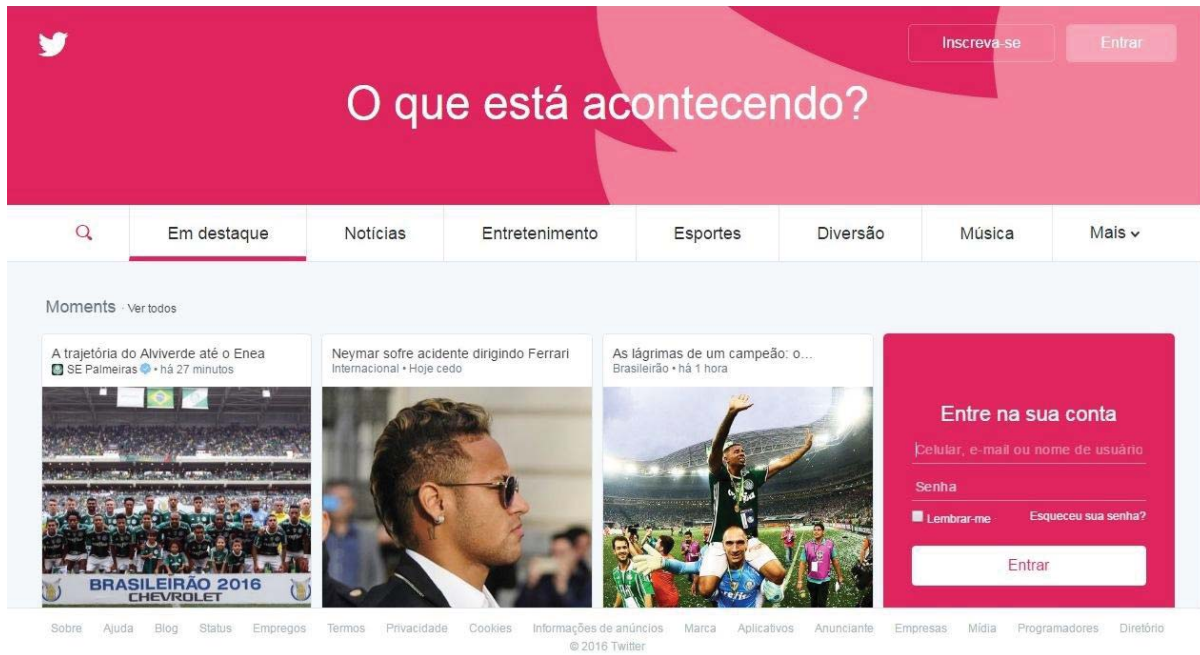 Inscreva-se
Entrar
O que está acontecendo?
Em destaque
Notícias
Entretenimento
Esportes
Diversão
Música
Mais
Moments · Ver todos
A trajetória do Alviverde até o Enea
SE Palmeiras • há 27 minutos
Neymar sofre acidente dirigindo Ferrari
Internacional • Hoje cedo
As lágrimas de um campeão: o...
Brasileirão • há 1 hora
BRASILEIRÃO 2016
CHEVROLET
Entre na sua conta
Celular, e-mail ou nome de usuário
Senha
Lembrar-me
Esqueceu sua senha?
Entrar
Sobre Ajuda Blog Status Empregos Termos Privacidade Cookies Informações de anúncios Marca Aplicativos Anunciante Empresas Mídia Programadores Diretório
© 2016 Twitter